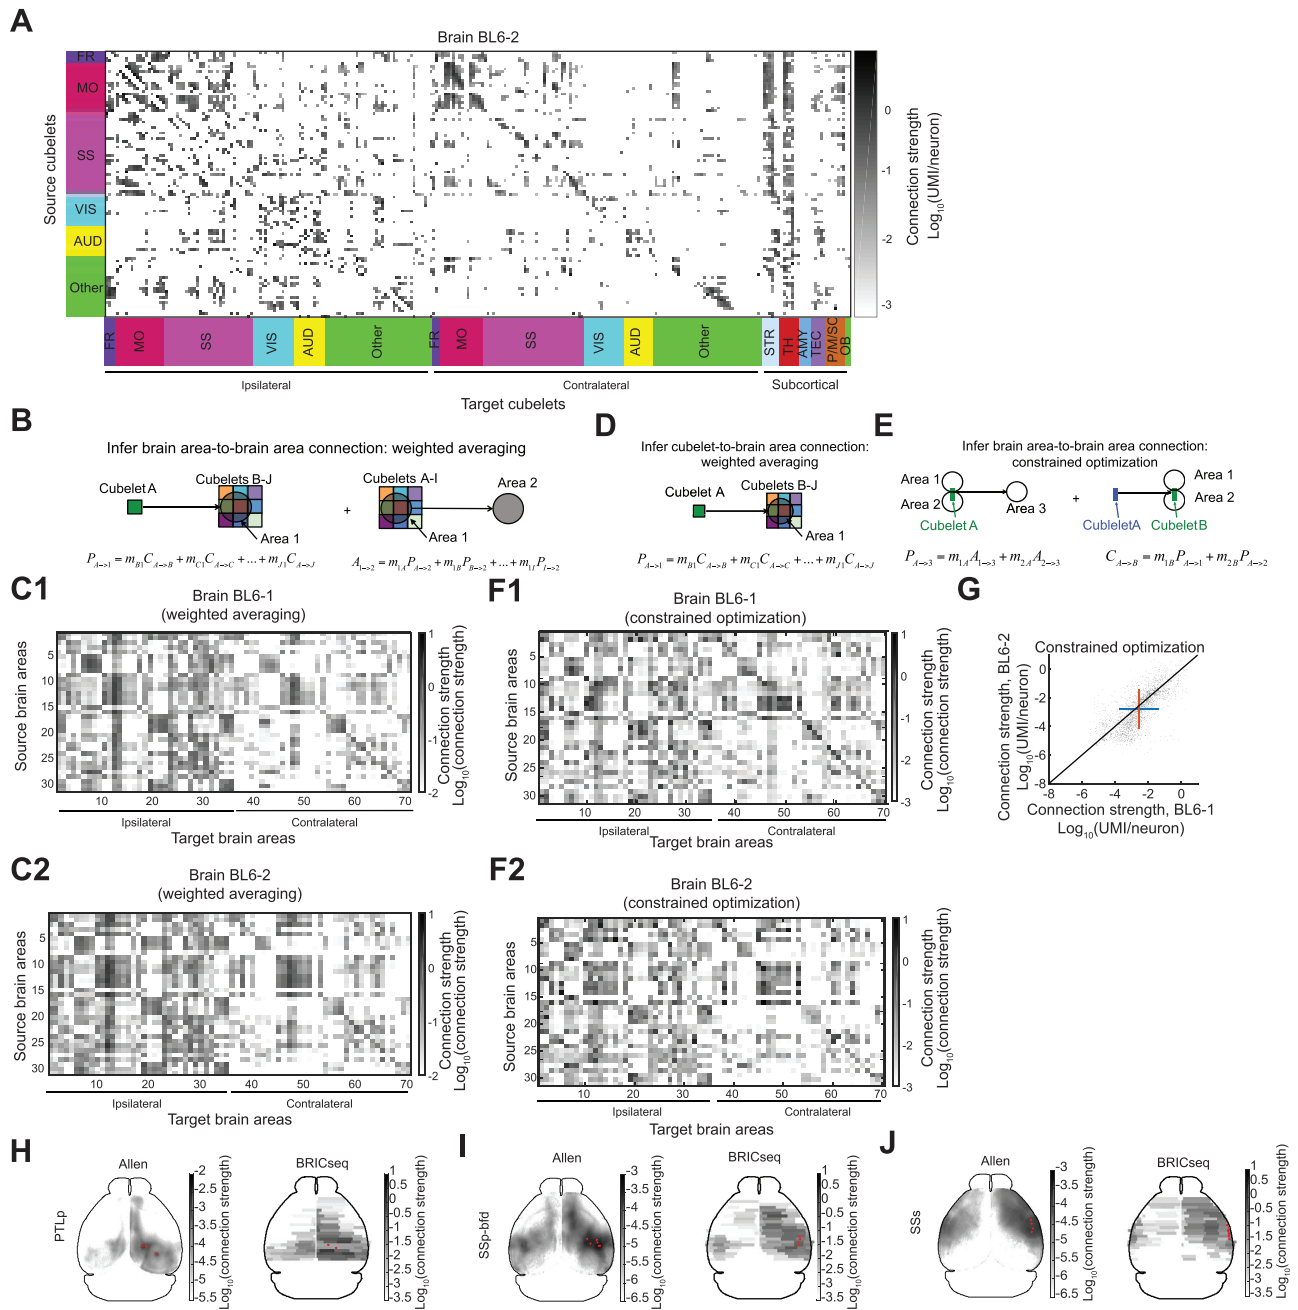 A
Brain BL6-2
Source cubelets
FR
MO
SS
VIS
AUD
Other
0
-1
-2
-3
Connection strength
Log10(UMI/neuron)
FR
MO
SS
VIS
AUD
Other
FR
MO
SS
VIS
AUD
Other
STR
TH
AMY
TEC
P/M/SC
OB
Ipsilateral
Contralateral
Subcortical
Target cubelets
B
Infer brain area-to-brain area connection: weighted averaging
Cubelet A
Cubelets B-J
Area 1
+
Cubelets A-I
Area 1
Area 2
P A->1 = m B1 C A->B + m C1 C A->C + ... + m J1 C A->J
A 1->2 = m 1A P A->2 + m 1B P B->2 + ... + m 1I P I->2
D
Infer cubelet-to-brain area connection:
weighted averaging
Cubelet A
Cubelets B-J
Area 1
P A->1 = m B1 C A->B + m C1 C A->C + ... + m J1 C A->J
E
Infer brain area-to-brain area connection:
constrained optimization
Area 1
Area 2
Area 3
Cubelet A
+
Area 1
Area 2
CubleletA
Cubelet B
P A->3 = m 1A A 1->3 + m 2A A 2->3
C A->B = m 1B P A->1 + m 2B P A->2
C1
Brain BL6-1
(weighted averaging)
Source brain areas
5
10
15
20
25
30
10 20 30 40 50 60 70
Ipsilateral
Contralateral
Target brain areas
1
0
-1
-2
Connection strength
Log10(connection strength)
F1
Brain BL6-1
(constrained optimization)
Source brain areas
5
10
15
20
25
30
10 20 30 40 50 60 70
Ipsilateral
Contralateral
Target brain areas
1
0
-1
-2
-3
Connection strength
Log10(connection strength)
G
Constrained optimization
Connection strength, BL6-2
Log10(UMI/neuron)
0
-2
-4
-6
-8
-8 -6 -4 -2 0
Connection strength, BL6-1
Log10(UMI/neuron)
C2
Brain BL6-2
(weighted averaging)
Source brain areas
5
10
15
20
25
30
10 20 30 40 50 60 70
Ipsilateral
Contralateral
Target brain areas
1
0
-1
-2
Connection strength
Log10(connection strength)
F2
Brain BL6-2
(constrained optimization)
Source brain areas
5
10
15
20
25
30
10 20 30 40 50 60 70
Ipsilateral
Contralateral
Target brain areas
1
0
-1
-2
-3
Connection strength
Log10(connection strength)
H
PTLp
Allen
-2
-2.5
-3
-3.5
-4
-4.5
-5
-5.5
Log10(connection strength)
BRICseq
1
0.5
0
-0.5
-1
-1.5
-2
-2.5
-3
-3.5
Log10(connection strength)
I
SSp-bfd
Allen
-3
-3.5
-4
-4.5
-5
-5.5
-6
-6.5
Log10(connection strength)
BRICseq
1
0.5
0
-0.5
-1
-1.5
-2
-2.5
-3
-3.5
Log10(connection strength)
J
SSs
Allen
-3
-3.5
-4
-4.5
-5
-5.5
-6
-6.5
Log10(connection strength)
BRICseq
1
0.5
0
-0.5
-1
-1.5
-2
-2.5
-3
-3.5
Log10(connection strength)